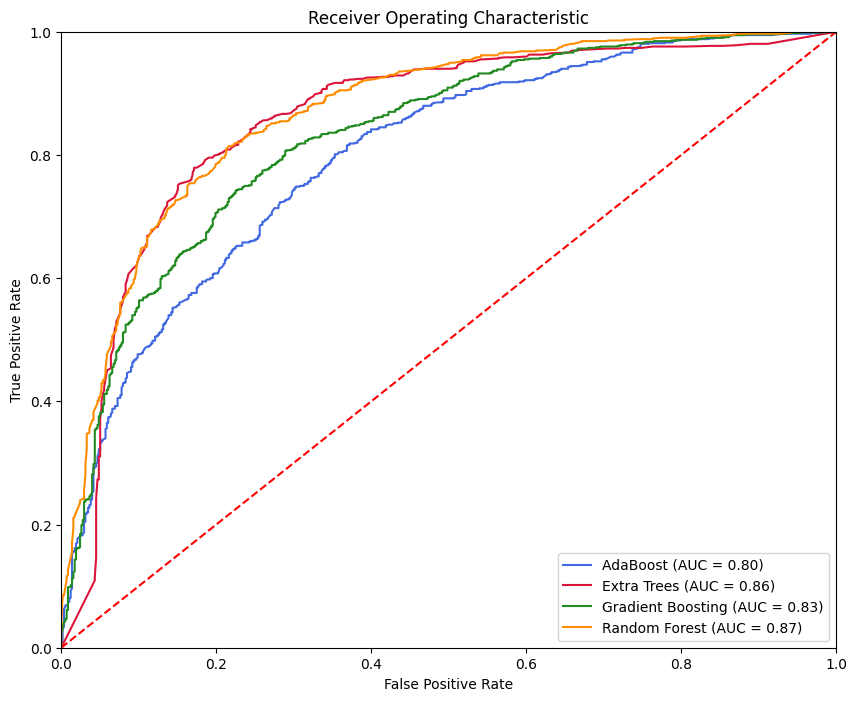 Receiver Operating Characteristic
True Positive Rate
1.0
0.8
0.6
0.4
0.2
0.0
AdaBoost (AUC = 0.80)
Extra Trees (AUC = 0.86)
Gradient Boosting (AUC = 0.83)
Random Forest (AUC = 0.87)
0.0 0.2 0.4 0.6 0.8 1.0
False Positive Rate